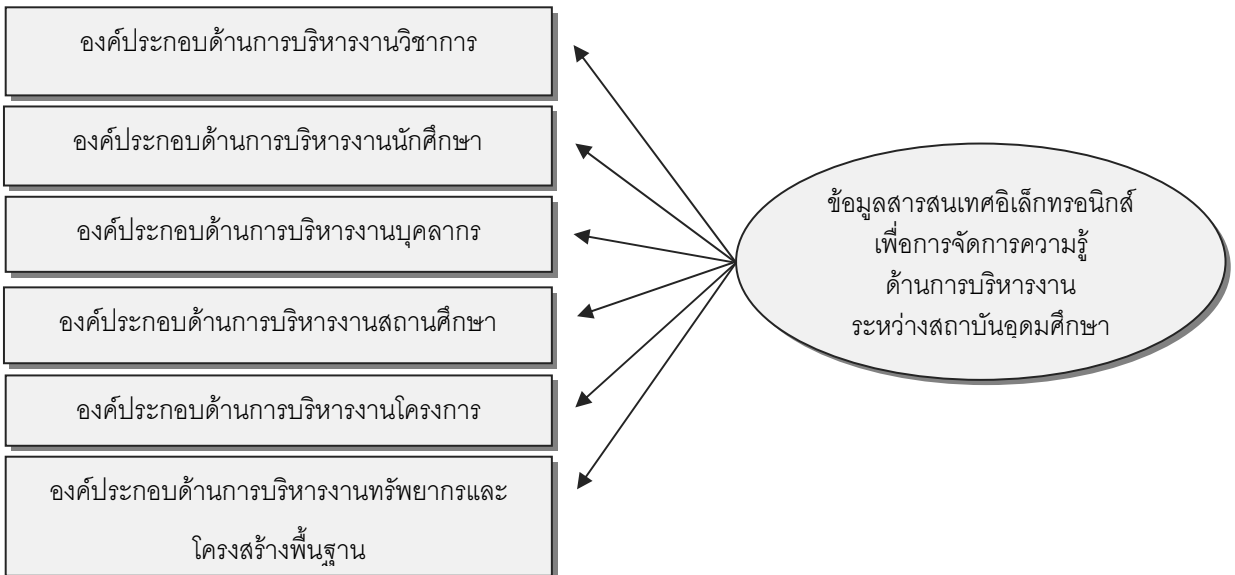 องค์ประกอบด้านการบริหารงานวิชาการ
องค์ประกอบด้านการบริหารงานนักศึกษา
องค์ประกอบด้านการบริหารงานบุคลากร
องค์ประกอบด้านการบริหารงานสถานศึกษา
องค์ประกอบด้านการบริหารงานโครงการ
องค์ประกอบด้านการบริหารงานทรัพยากรและ
โครงสร้างพื้นฐาน
ข้อมูลสารสนเทศอิเล็กทรอนิกส์
เพื่อการจัดการความรู้
ด้านการบริหารงาน
ระหว่างสถาบันอุดมศึกษา